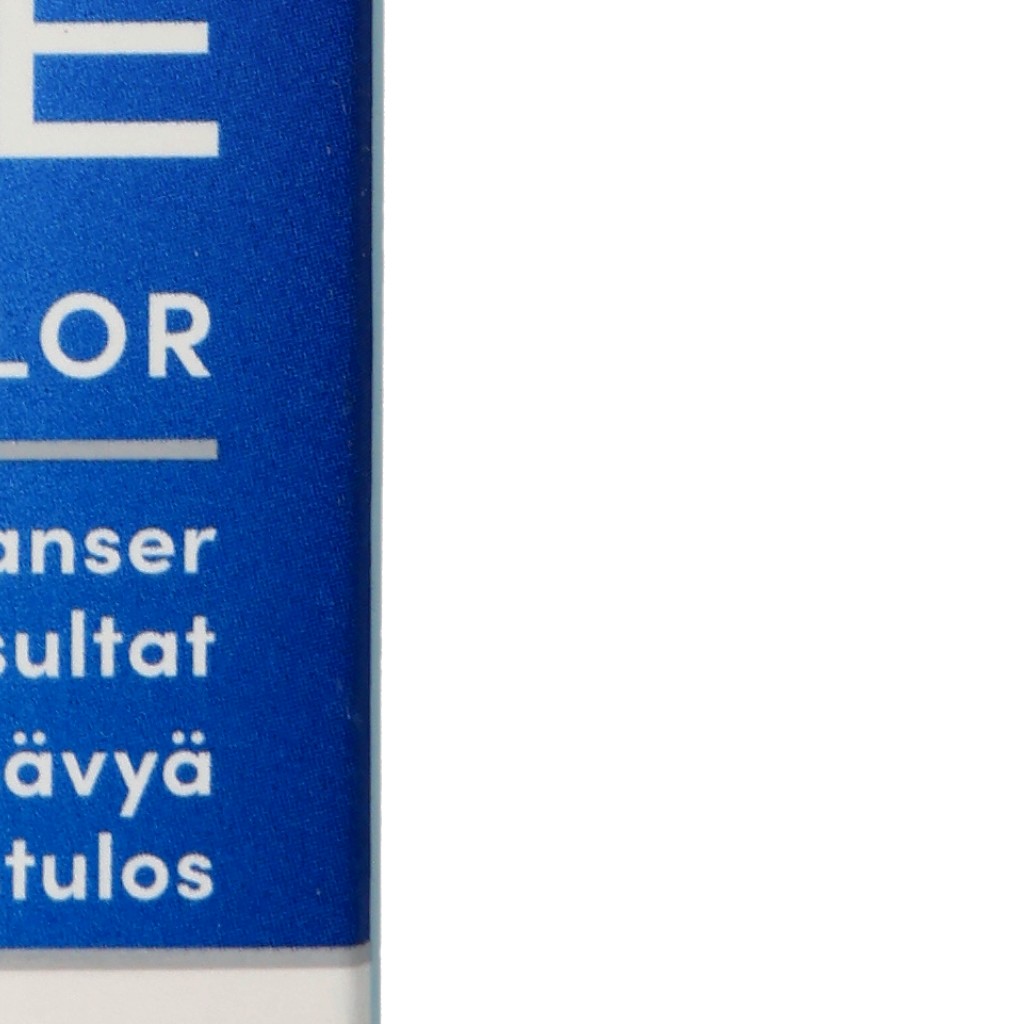 E
LOR
anser
sultat
ävyä
tulos